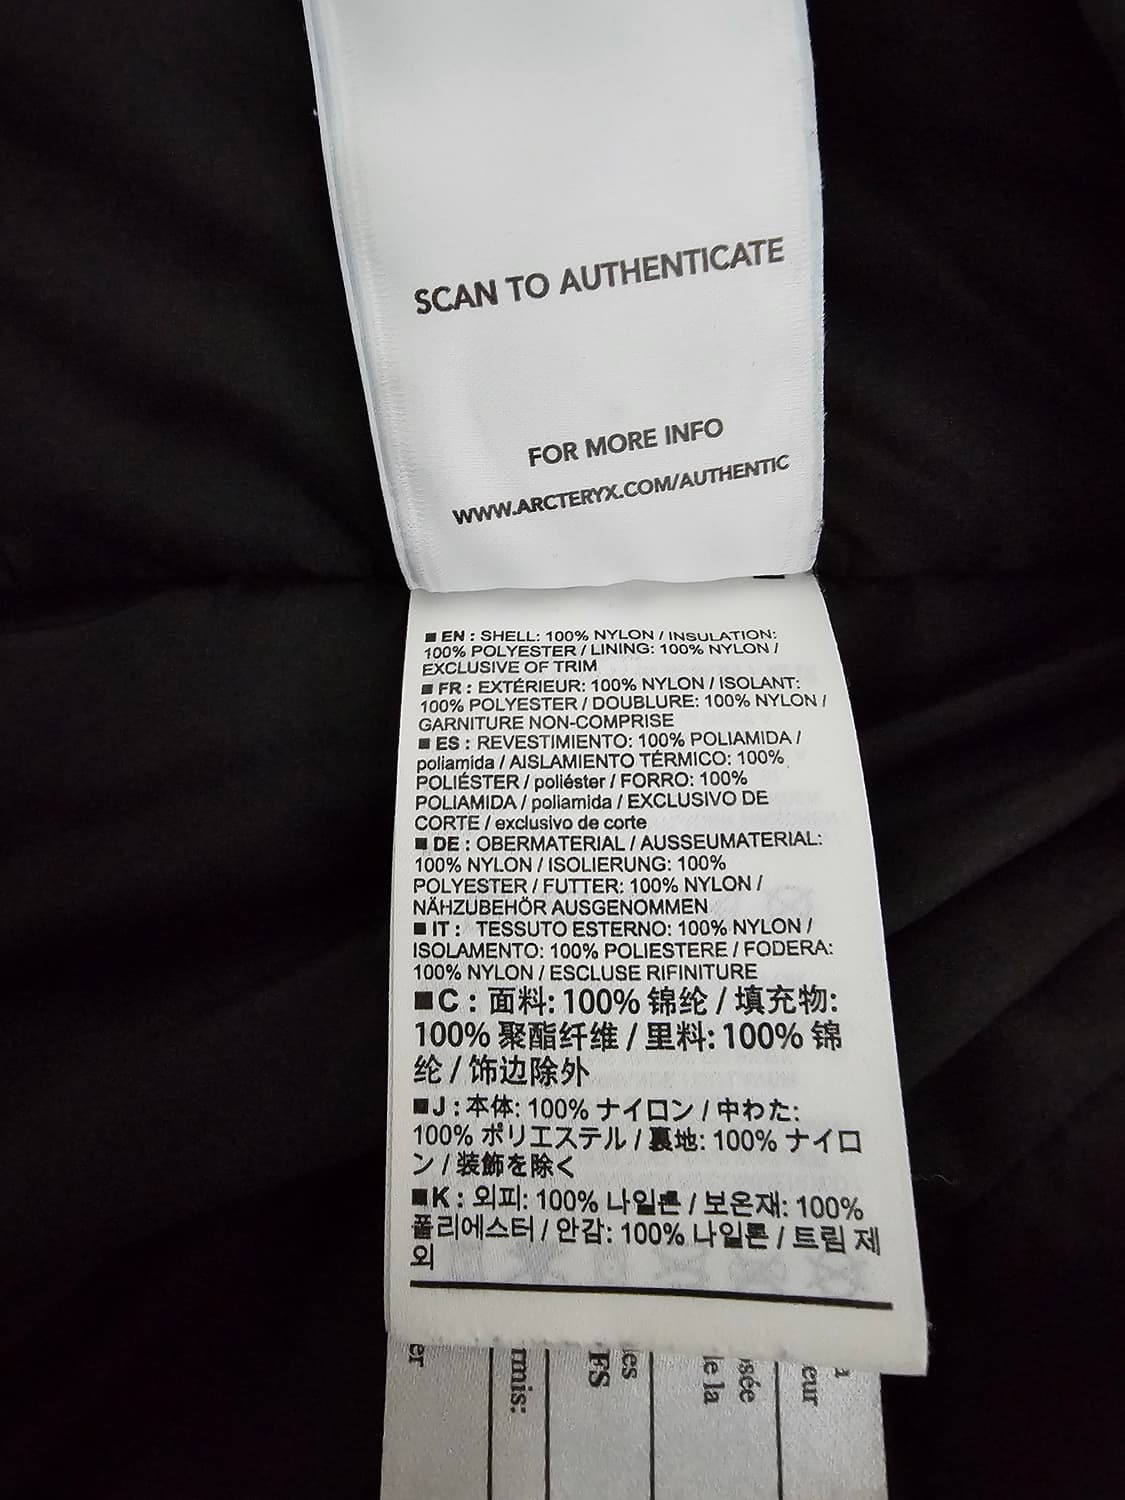 SCAN TO AUTHENTICATE
FOR MORE INFO
WWW.ARCTERYX.COM/AUTHENTIC
■ EN : SHELL: 100% NYLON / INSULATION:
100% POLYESTER / LINING: 100% NYLON /
EXCLUSIVE OF TRIM
■ FR : EXTÉRIEUR: 100% NYLON / ISOLANT:
100% POLYESTER / DOUBLURE: 100% NYLON /
GARNITURE NON-COMPRISE
■ ES : REVESTIMIENTO: 100% POLIAMIDA /
poliamida / AISLAMIENTO TÉRMICO: 100%
POLIÉSTER / poliéster / FORRO: 100%
POLIAMIDA / poliamida / EXCLUSIVO DE
CORTE / exclusivo de corte
■ DE : OBERMATERIAL / AUSSEUMATERIAL:
100% NYLON / ISOLIERUNG: 100%
POLYESTER / FUTTER: 100% NYLON /
NÄHZUBEHÖR AUSGENOMMEN
■ IT : TESSUTO ESTERNO: 100% NYLON /
ISOLAMENTO: 100% POLIESTERE / FODERA:
100% NYLON / ESCLUSE RIFINITURE
■C : 面料: 100% 锦纶 / 填充物:
100% 聚酯纤维 / 里料: 100% 锦
纶 / 饰边除外
■J : 本体: 100% ナイロン / 中わた:
100% ポリエステル / 裏地: 100% ナイロ
ン / 装飾を除く
■K : 외피: 100% 나일론 / 보온재: 100%
폴리에스터 / 안감: 100% 나일론 / 트림 제
외
er
rmis:
ES
les
le la
sée
eur